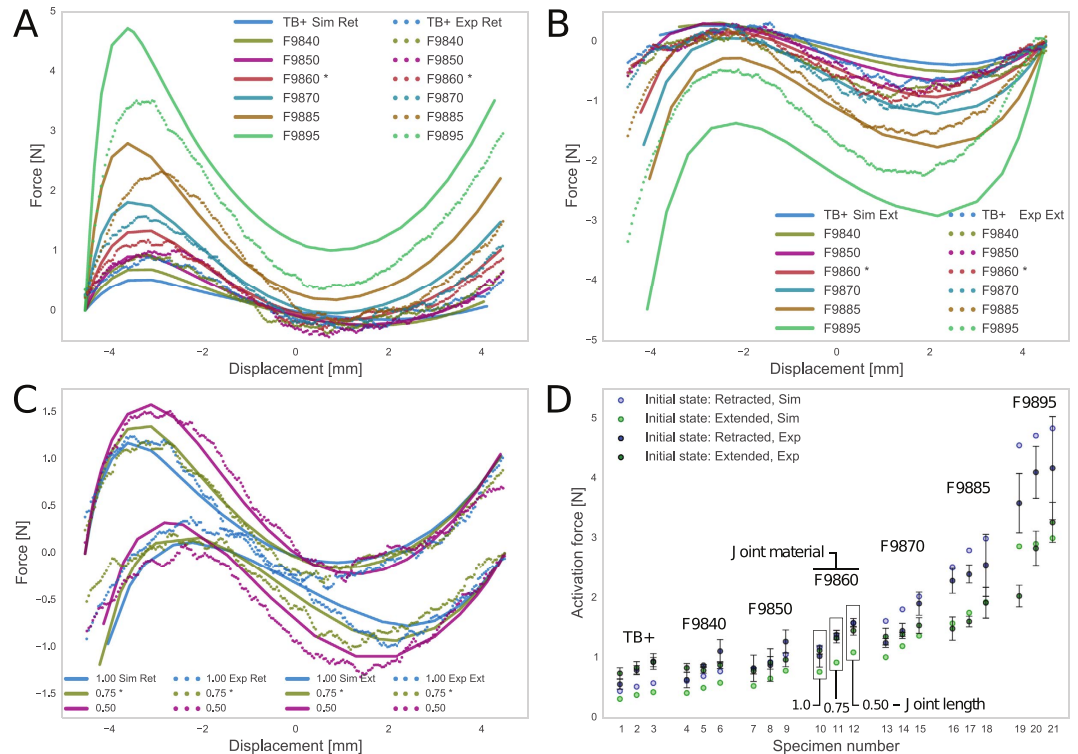 A
TB+ Sim Ret TB+ Exp Ret
F9840 F9840
F9850 F9850
F9860 * F9860 *
F9870 F9870
F9885 F9885
F9895 F9895
5
4
3
2
1
0
Force [N]
−4 −2 0 2 4
Displacement [mm]
B
0
−1
−2
−3
−4
−5
Force [N]
TB+ Sim Ext TB+ Exp Ext
F9840 F9840
F9850 F9850
F9860 * F9860 *
F9870 F9870
F9885 F9885
F9895 F9895
−4 −2 0 2 4
Displacement [mm]
C
1.5
1.0
0.5
0.0
−0.5
−1.0
−1.5
Force [N]
1.00 Sim Ret 1.00 Exp Ret 1.00 Sim Ext 1.00 Exp Ext
0.75 * 0.75 * 0.75 * 0.75 *
0.50 0.50 0.50 0.50
−4 −2 0 2 4
Displacement [mm]
D
Initial state: Retracted, Sim
Initial state: Extended, Sim
Initial state: Retracted, Exp
Initial state: Extended, Exp
5
4
3
2
1
0
Activation force [N]
F9895
F9885
Joint material
F9870
F9860
F9850
F9840
TB+
1.0 0.75 0.50 Joint length
1 2 3 4 5 6 7 8 9 10 11 12 13 14 15 16 17 18 19 20 21
Specimen number